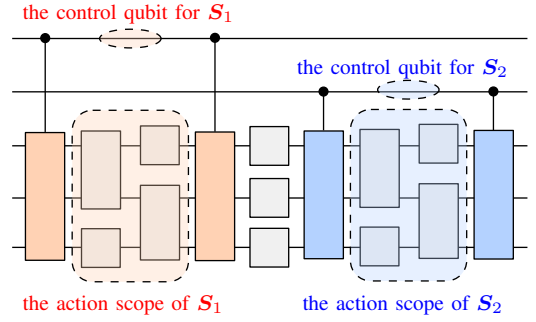 the control qubit for S₁
the control qubit for S₂
the action scope of S₁
the action scope of S₂